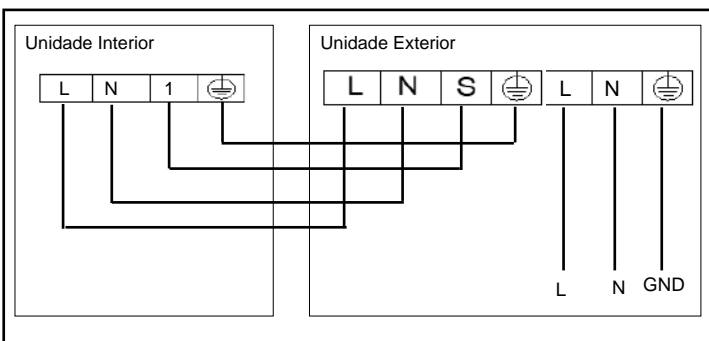 Unidade Interior
Unidade Exterior
L N 1
L N S L N
L N GND